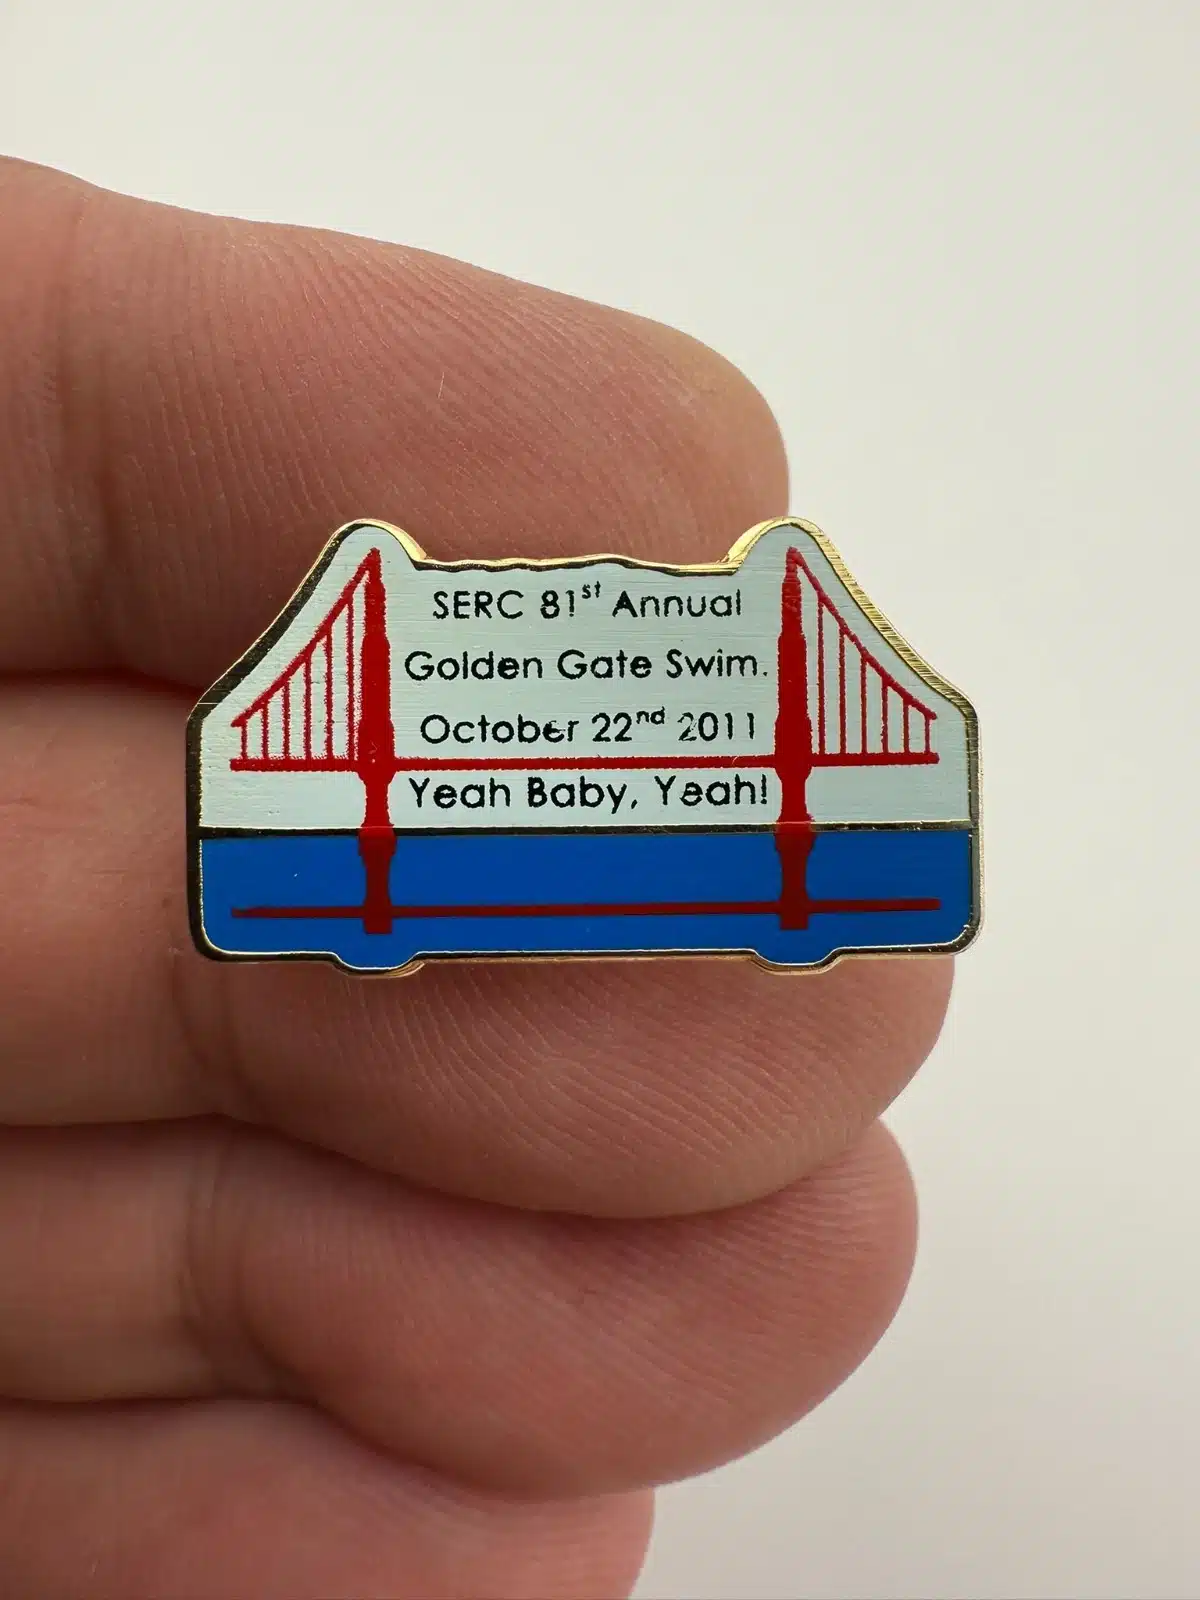 SERC 81st Annual
Golden Gate Swim.
October 22nd 2011
Yeah Baby, Yeah!